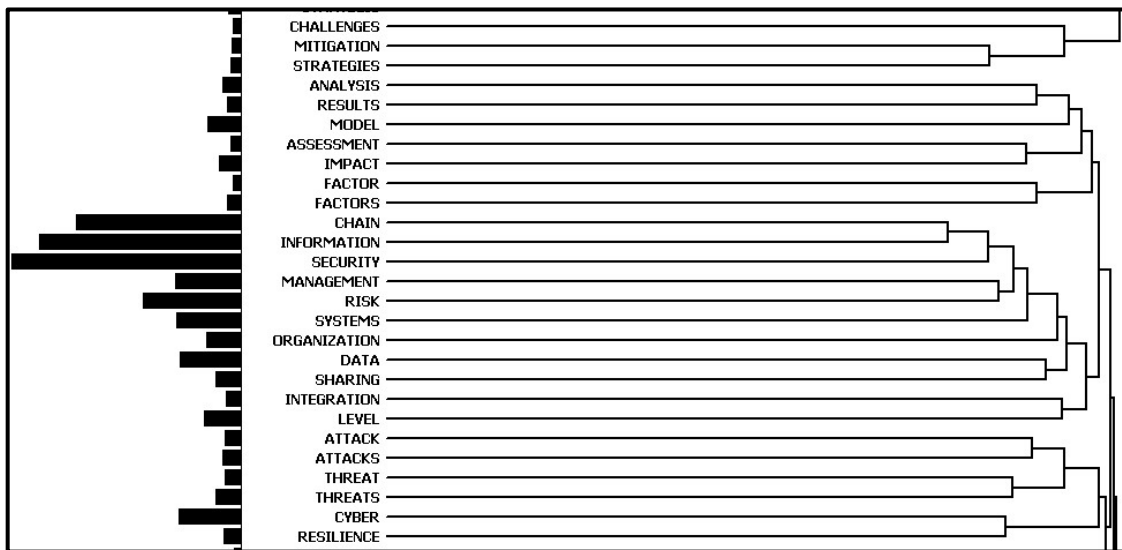 CHALLENGES
MITIGATION
STRATEGIES
ANALYSIS
RESULTS
MODEL
ASSESSMENT
IMPACT
FACTOR
FACTORS
CHAIN
INFORMATION
SECURITY
MANAGEMENT
RISK
SYSTEMS
ORGANIZATION
DATA
SHARING
INTEGRATION
LEVEL
ATTACK
ATTACKS
THREAT
THREATS
CYBER
RESILIENCE